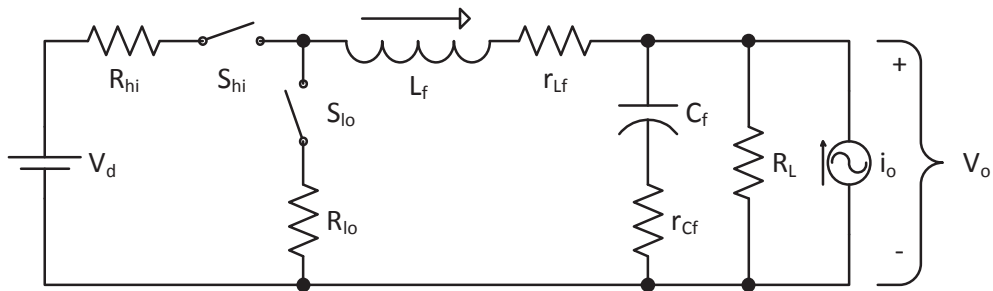 R_hi
S_hi
L_f
r_Lf
S_lo
C_f
+
V_d
R_L
i_o
V_o
R_lo
r_Cf
-